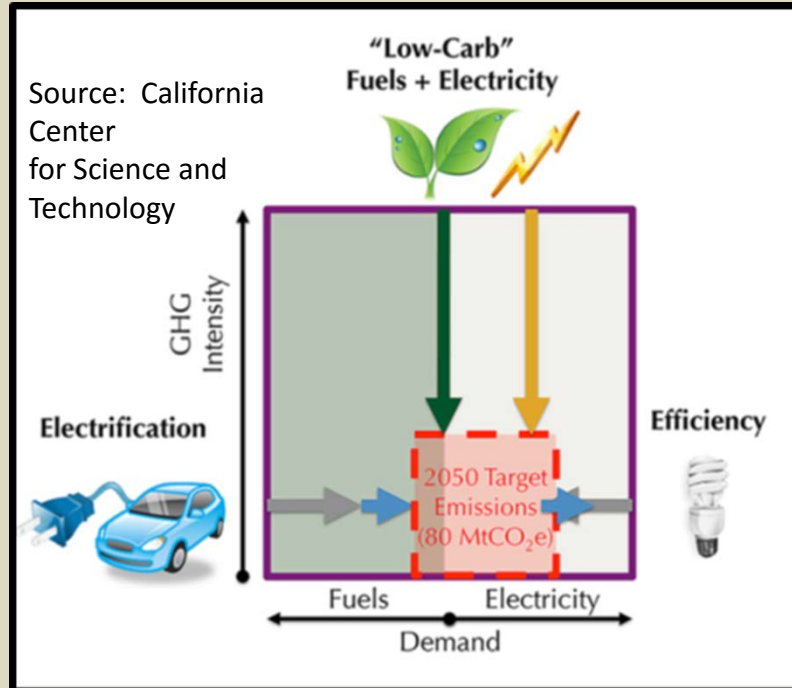 “Low-Carb”
Fuels + Electricity
Source:  California
Center
for Science and
Technology
GHG
Intensity
Electrification
Efficiency
2050 Target
Emissions
(80 MtCO₂e)
Fuels
Electricity
Demand